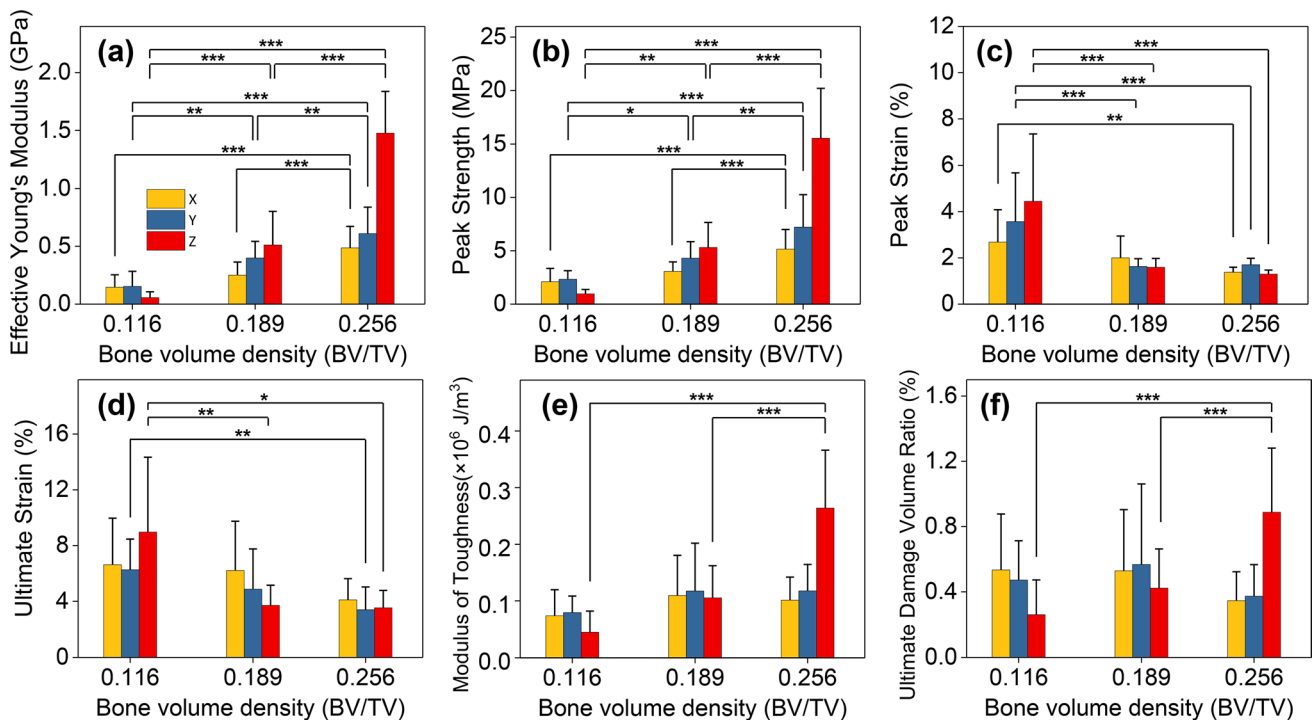 (a)
Effective Young's Modulus (GPa)
2.0
1.5
1.0
0.5
0.0
***
***
***
***
**
**
***
***
X
Y
Z
0.116 0.189 0.256
Bone volume density (BV/TV)
(b)
Peak Strength (MPa)
25
20
15
10
5
0
***
**
***
***
*
**
***
***
0.116 0.189 0.256
Bone volume density (BV/TV)
(c)
Peak Strain (%)
12
10
8
6
4
2
0
***
***
***
***
**
0.116 0.189 0.256
Bone volume density (BV/TV)
(d)
Ultimate Strain (%)
16
12
8
4
0
*
**
**
0.116 0.189 0.256
Bone volume density (BV/TV)
(e)
Modulus of Toughness(×10⁶ J/m³)
0.4
0.3
0.2
0.1
0.0
***
***
0.116 0.189 0.256
Bone volume density (BV/TV)
(f)
Ultimate Damage Volume Ratio (%)
1.6
1.2
0.8
0.4
0.0
***
***
0.116 0.189 0.256
Bone volume density (BV/TV)